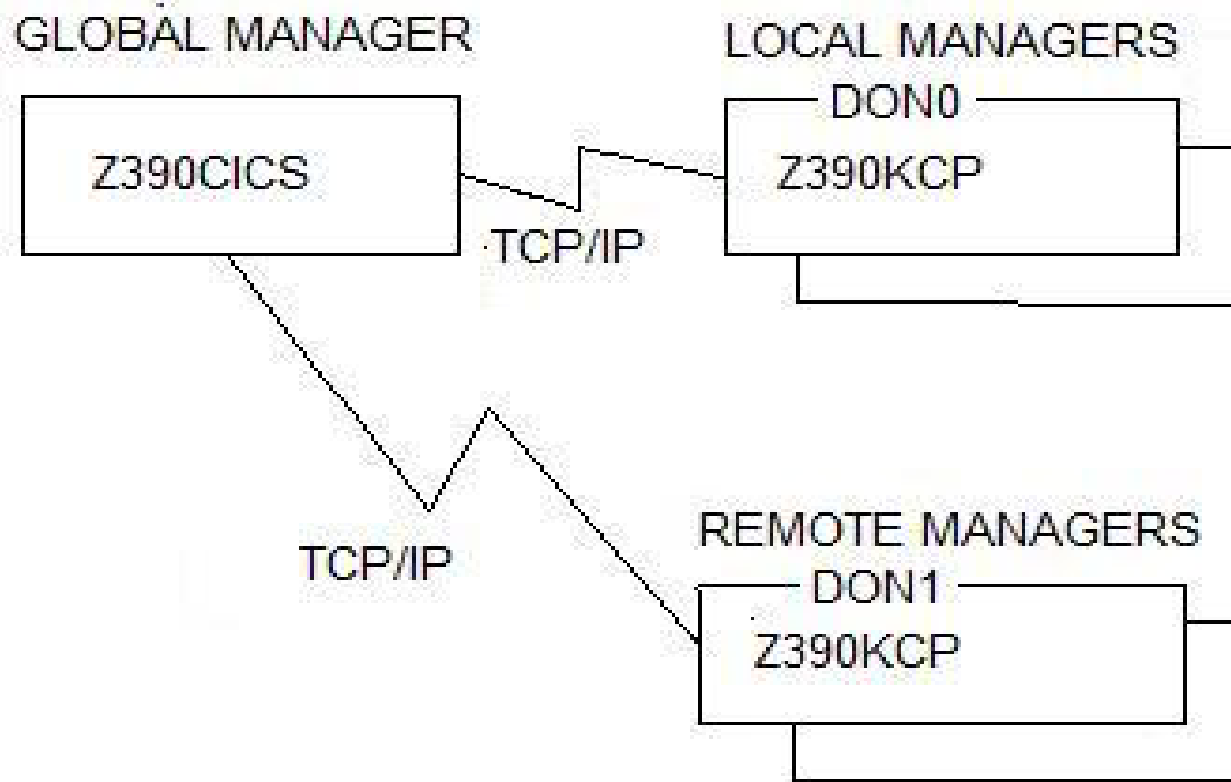 GLOBAL MANAGER
Z390CICS
TCP/IP
LOCAL MANAGERS
DON0
Z390KCP
TCP/IP
REMOTE MANAGERS
DON1
Z390KCP